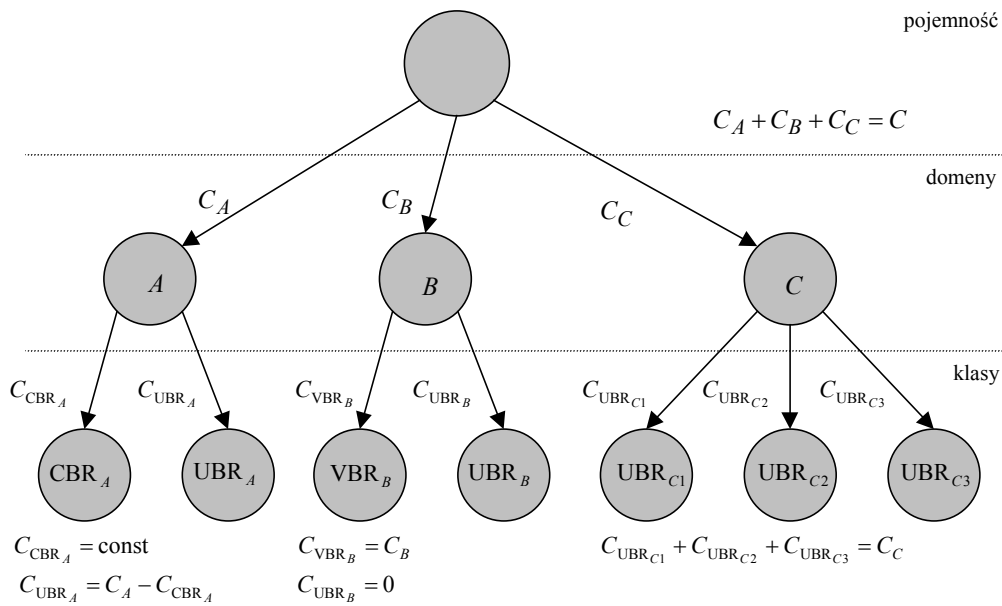 pojemność
C_A + C_B + C_C = C
domeny
C_A
C_B
C_C
A
B
C
klasy
C_CBR_A
C_UBR_A
C_VBR_B
C_UBR_B
C_UBR_C1
C_UBR_C2
C_UBR_C3
CBR_A
UBR_A
VBR_B
UBR_B
UBR_C1
UBR_C2
UBR_C3
C_CBR_A = const
C_VBR_B = C_B
C_UBR_C1 + C_UBR_C2 + C_UBR_C3 = C_C
C_UBR_A = C_A − C_CBR_A
C_UBR_B = 0